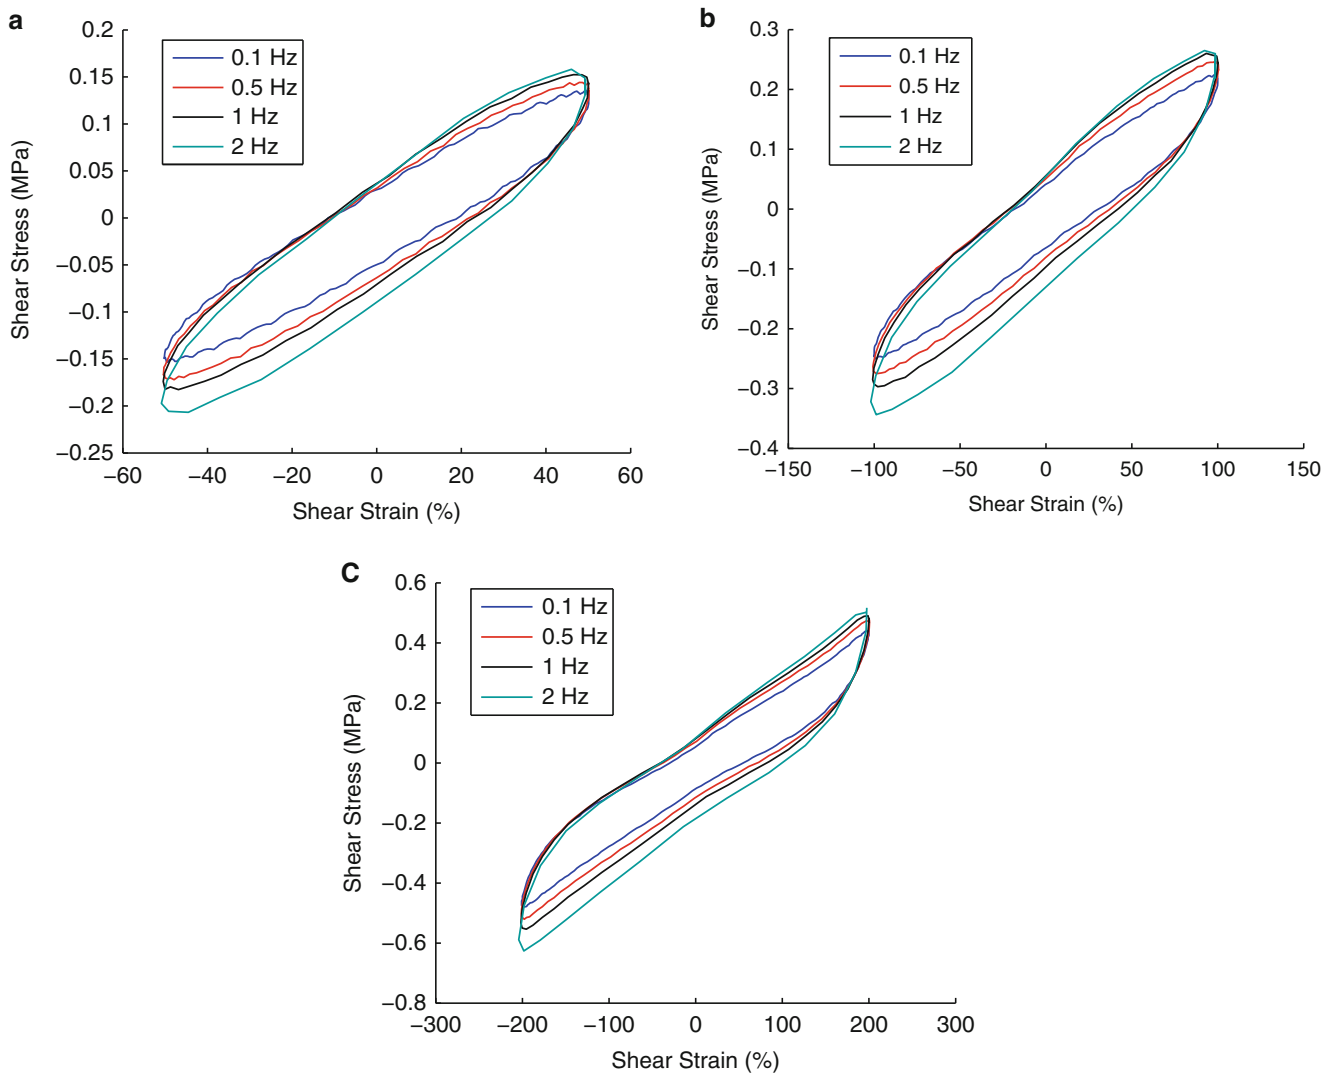 a
0.2
0.15
0.1
0.05
0
−0.05
−0.1
−0.15
−0.2
−0.25
−60
−40
−20
0
20
40
60
Shear Stress (MPa)
Shear Strain (%)
0.1 Hz
0.5 Hz
1 Hz
2 Hz
b
0.3
0.2
0.1
0
−0.1
−0.2
−0.3
−0.4
−150
−100
−50
0
50
100
150
Shear Stress (MPa)
Shear Strain (%)
0.1 Hz
0.5 Hz
1 Hz
2 Hz
C
0.6
0.4
0.2
0
−0.2
−0.4
−0.6
−0.8
−300
−200
−100
0
100
200
300
Shear Stress (MPa)
Shear Strain (%)
0.1 Hz
0.5 Hz
1 Hz
2 Hz